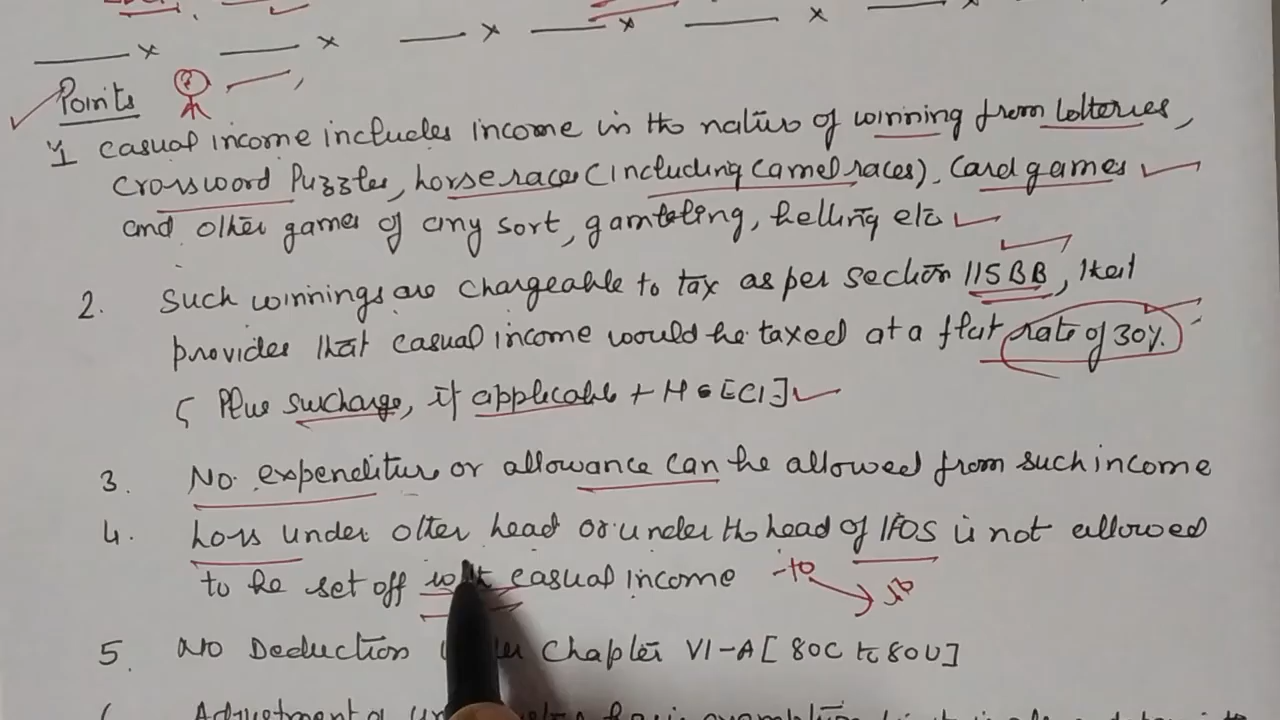 Points
1 Casual income includes income in the nature of winning from lotteries,
crossword Puzzles, horse races (including camel races), Card games
and other games of any sort, gambling, betting etc
2. Such winnings are chargeable to tax as per section 115BB, that
provides that casual income would be taxed at a flat rate of 30%.
Plus surcharge, if applicable + H
3. No expenditure or allowance can be allowed from such income
4. Loss under other head or under the head of IFOS is not allowed
to be set off casual income -10
5. No Deduction Chapter VI-A [80C to 80U]